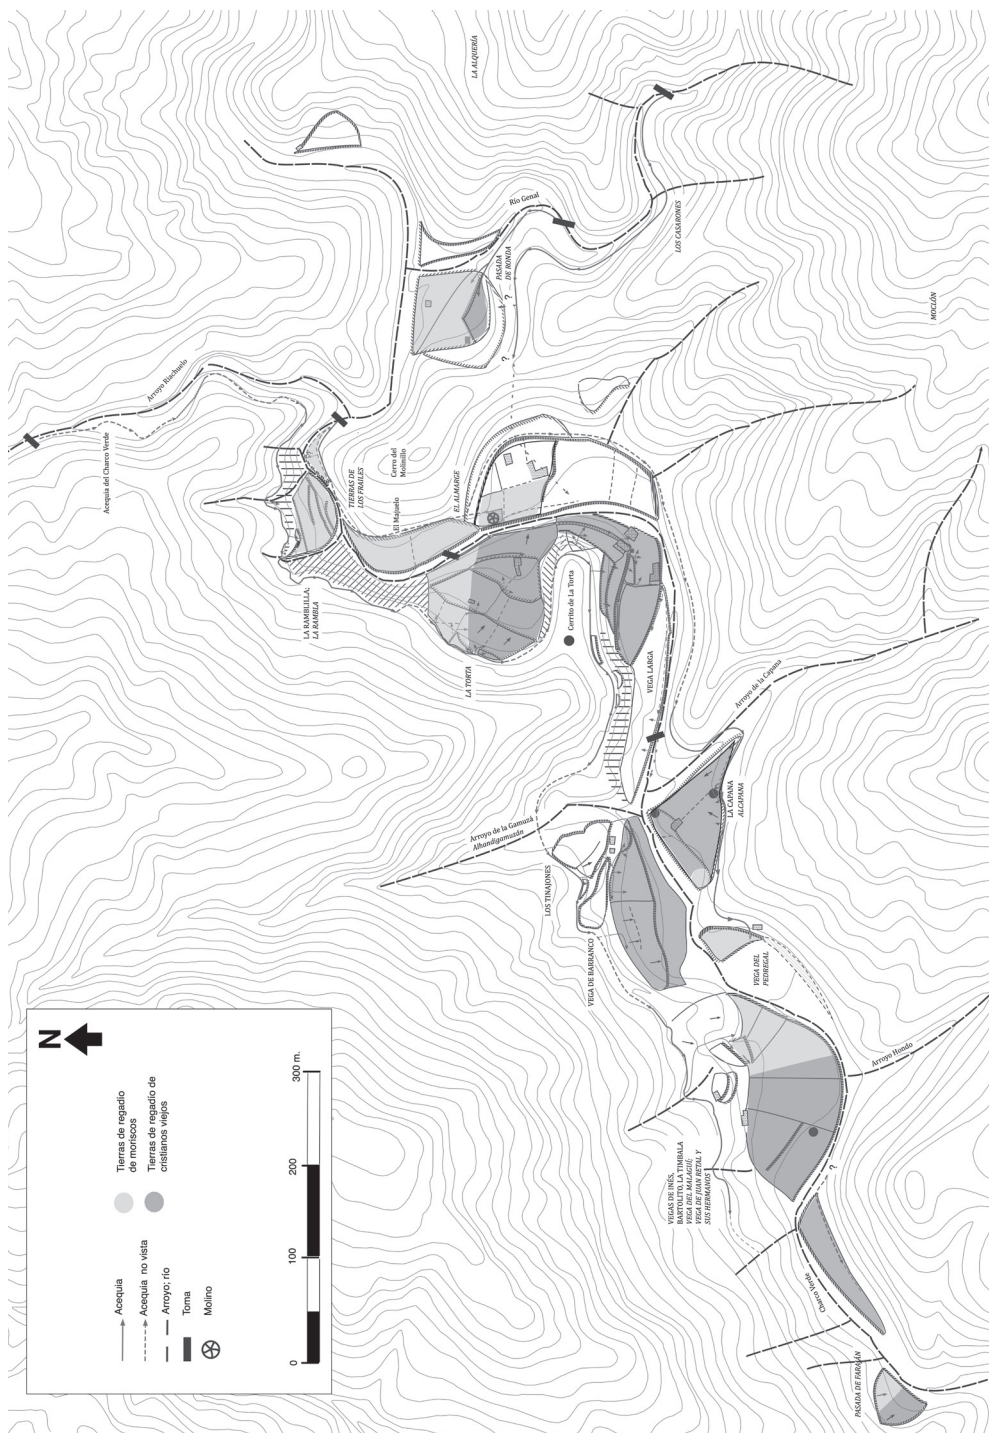 N
Acequia
Acequia no vista
Arroyo; río
Toma
Molino
Tierras de regadio
de moriscos
Tierras de regadio de
cristianos viejos
0
100
200
300 m.
PASADA DE FARAJÁN
Charco Verde
VEGAS DE INÉS,
BARTOLITO, LA TIMBALA
VEGA DEL MALAGUÍ;
VEGA DE JUAN RETAL Y
SUS HERMANOS
?
Arroyo Hondo
VEGA DE BARRANCO
VEGA DEL
PEDREGAL
LOS TINAJONES
Arroyo de la Gamuza
Alhandigamuzán
LA CAPANA
ALCAPANA
Arroyo de la Capana
VEGA LARGA
LA TORTA
Cerrito de La Torta
LA RAMBLILLA;
LA RAMBLA
El Majuelo
EL ALMARGE
TIERRAS DE
LOS FRAILES
Cerro del
Molinillo
Acequia del Charco Verde
Arroyo Riachuelo
?
?
PASADA
DE RONDA
Río Genal
LOS CASARONES
MOCLÓN
LA ALQUERÍA